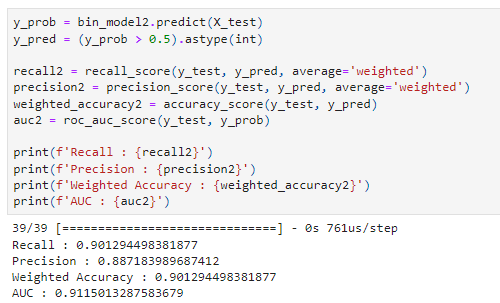 y_prob = bin_model2.predict(X_test)
y_pred = (y_prob > 0.5).astype(int)
recall2 = recall_score(y_test, y_pred, average='weighted')
precision2 = precision_score(y_test, y_pred, average='weighted')
weighted_accuracy2 = accuracy_score(y_test, y_pred)
auc2 = roc_auc_score(y_test, y_prob)
print(f'Recall : {recall2}')
print(f'Precision : {precision2}')
print(f'Weighted Accuracy : {weighted_accuracy2}')
print(f'AUC : {auc2}')
39/39 [==============================] - 0s 761us/step
Recall : 0.901294498381877
Precision : 0.887183989687412
Weighted Accuracy : 0.901294498381877
AUC : 0.9115013287583679